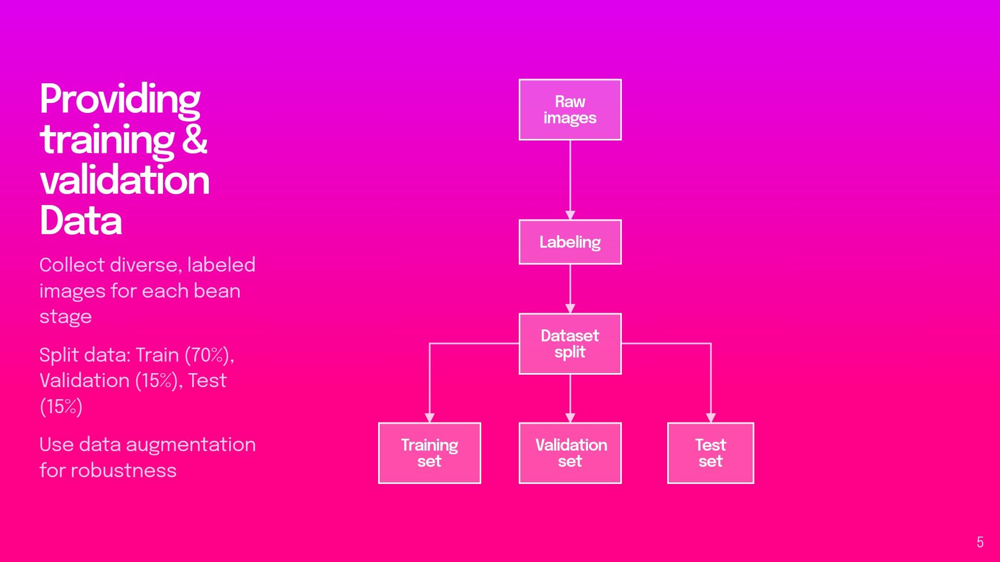 Providing
training &
validation
Data
Collect diverse, labeled
images for each bean
stage
Split data: Train (70%),
Validation (15%), Test
(15%)
Use data augmentation
for robustness
Raw
images
Labeling
Dataset
split
Training
set
Validation
set
Test
set
5